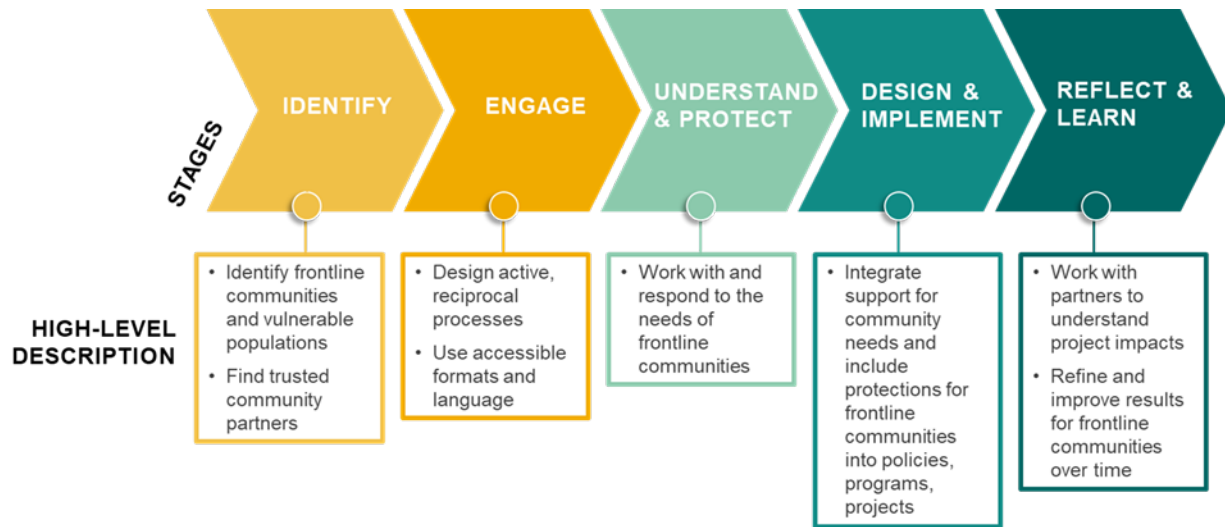 STAGES
IDENTIFY
ENGAGE
UNDERSTAND
& PROTECT
DESIGN &
IMPLEMENT
REFLECT &
LEARN
HIGH-LEVEL
DESCRIPTION
• Identify frontline
communities
and vulnerable
populations
• Find trusted
community
partners
• Design active,
reciprocal
processes
• Use accessible
formats and
language
• Work with and
respond to the
needs of
frontline
communities
• Integrate
support for
community
needs and
include
protections for
frontline
communities
into policies,
programs,
projects
• Work with
partners to
understand
project impacts
• Refine and
improve results
for frontline
communities
over time